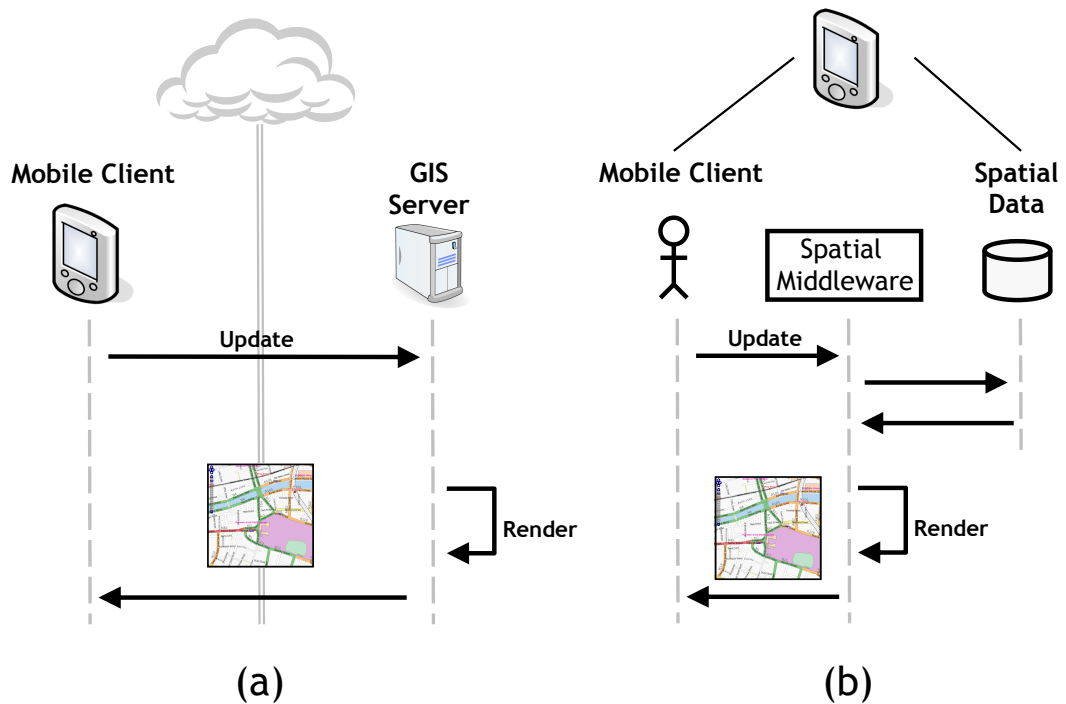 Mobile Client
GIS
Server
Update
Render
(a)
Mobile Client
Spatial
Data
Spatial
Middleware
Update
Render
(b)